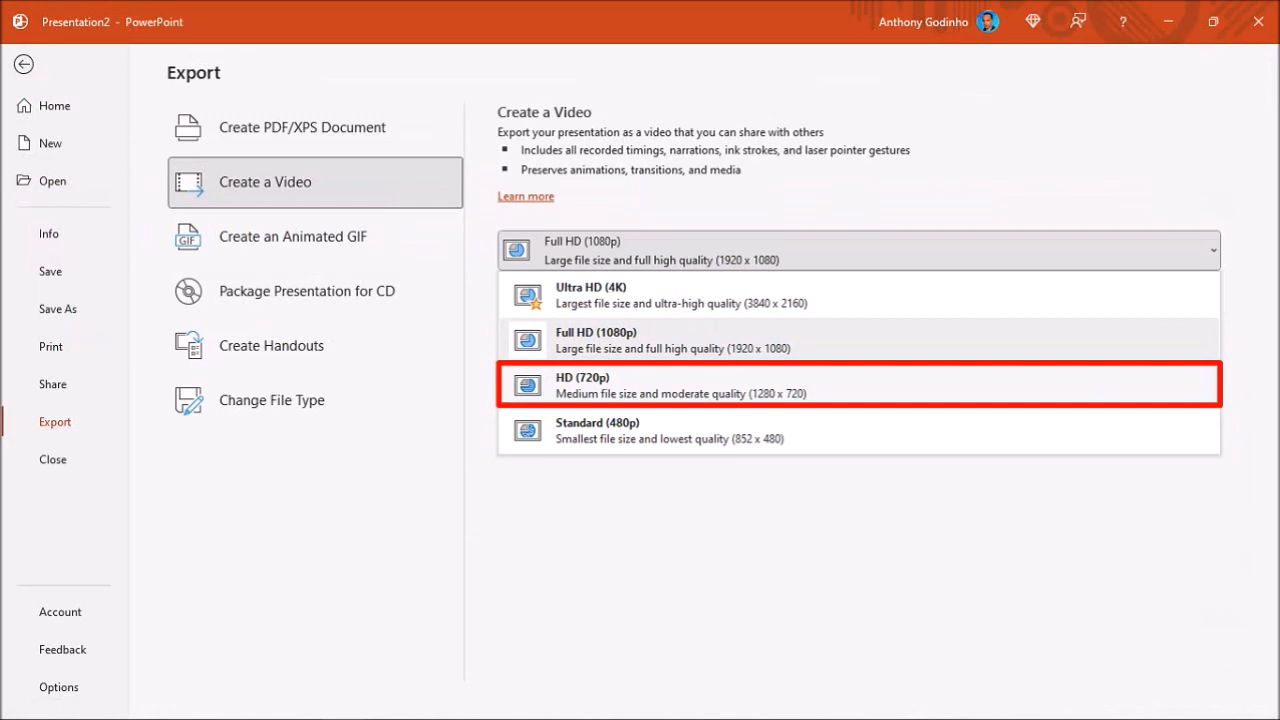 Presentation2 - PowerPoint
Anthony Godinho
?
Export
Home
New
Open
Info
Save
Save As
Print
Share
Export
Close
Account
Feedback
Options
Create PDF/XPS Document
Create a Video
GIF
Create an Animated GIF
Package Presentation for CD
Create Handouts
Change File Type
Create a Video
Export your presentation as a video that you can share with others
Includes all recorded timings, narrations, ink strokes, and laser pointer gestures
Preserves animations, transitions, and media
Learn more
Full HD (1080p)
Large file size and full high quality (1920 x 1080)
Ultra HD (4K)
Largest file size and ultra-high quality (3840 x 2160)
Full HD (1080p)
Large file size and full high quality (1920 x 1080)
HD (720p)
Medium file size and moderate quality (1280 x 720)
Standard (480p)
Smallest file size and lowest quality (852 x 480)